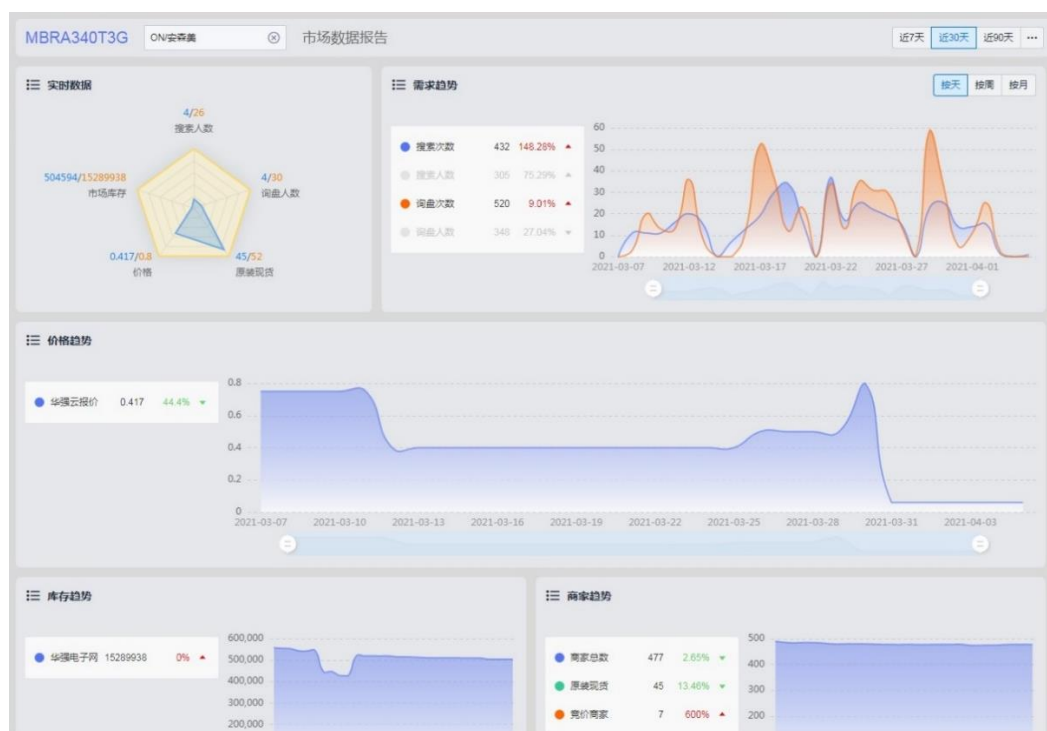 MBRA340T3G ON/安森美 市场数据报告 近7天 近30天 近90天 ...
实时数据
4/26
搜索人数
504594/15289938
市场库存
4/30
询盘人数
0.417/0.8
价格
45/52
原装现货
需求趋势 按天 按周 按月
搜索次数 432 148.28%
搜索人数 305 75.29%
询盘次数 520 9.01%
询盘人数 348 27.04%
60
50
40
30
20
10
0
2021-03-07 2021-03-12 2021-03-17 2021-03-22 2021-03-27 2021-04-01
价格趋势
华强云报价 0.417 44.4%
0.8
0.6
0.4
0.2
0
2021-03-07 2021-03-10 2021-03-13 2021-03-16 2021-03-19 2021-03-22 2021-03-25 2021-03-28 2021-03-31 2021-04-03
库存趋势
华强电子网 15289938 0%
600,000
500,000
400,000
300,000
200,000
商家趋势
商家总数 477 2.65%
原装现货 45 13.46%
竞价商家 7 600%
500
400
300
200